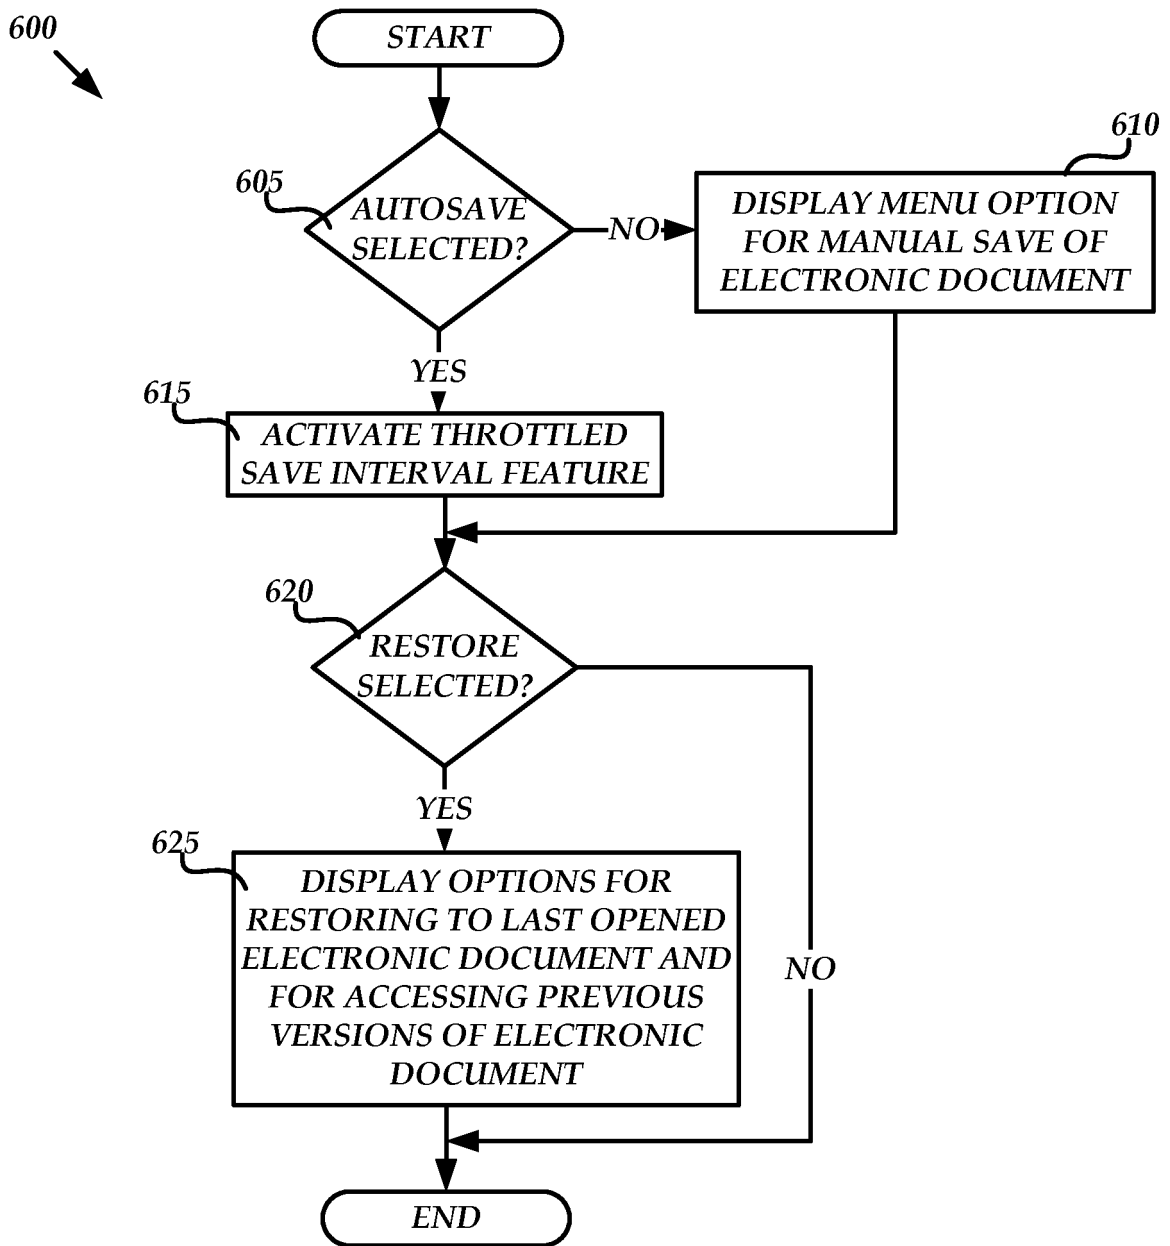 600
START
605
AUTOSAVE
SELECTED?
NO
610
DISPLAY MENU OPTION
FOR MANUAL SAVE OF
ELECTRONIC DOCUMENT
YES
615
ACTIVATE THROTTLED
SAVE INTERVAL FEATURE
620
RESTORE
SELECTED?
YES
625
DISPLAY OPTIONS FOR
RESTORING TO LAST OPENED
ELECTRONIC DOCUMENT AND
FOR ACCESSING PREVIOUS
VERSIONS OF ELECTRONIC
DOCUMENT
NO
END